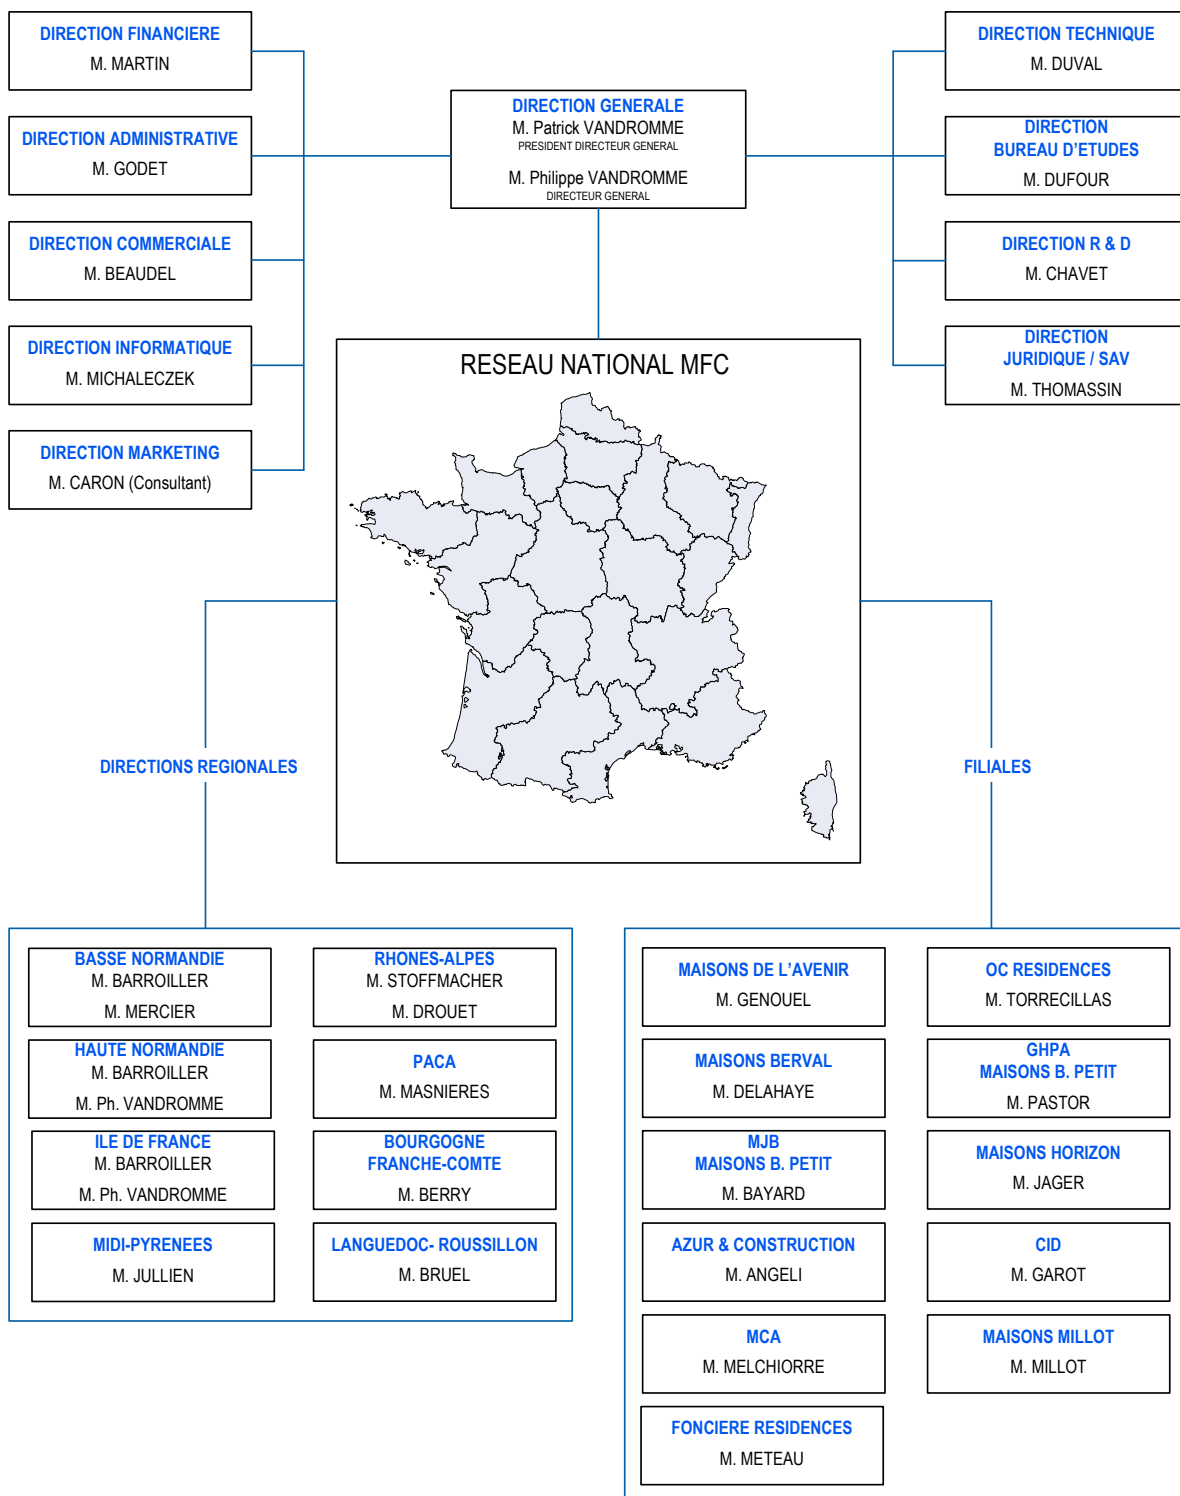 DIRECTION FINANCIERE
M. MARTIN
DIRECTION ADMINISTRATIVE
M. GODET
DIRECTION COMMERCIALE
M. BEAUDEL
DIRECTION INFORMATIQUE
M. MICHALECZEK
DIRECTION MARKETING
M. CARON (Consultant)
DIRECTION GENERALE
M. Patrick VANDROMME
PRESIDENT DIRECTEUR GENERAL
M. Philippe VANDROMME
DIRECTEUR GENERAL
DIRECTION TECHNIQUE
M. DUVAL
DIRECTION
BUREAU D'ETUDES
M. DUFOUR
DIRECTION R & D
M. CHAVET
DIRECTION
JURIDIQUE / SAV
M. THOMASSIN
RESEAU NATIONAL MFC
DIRECTIONS REGIONALES
FILIALES
BASSE NORMANDIE
M. BARROILLER
M. MERCIER
HAUTE NORMANDIE
M. BARROILLER
M. Ph. VANDROMME
ILE DE FRANCE
M. BARROILLER
M. Ph. VANDROMME
MIDI-PYRENEES
M. JULLIEN
RHONES-ALPES
M. STOFFMACHER
M. DROUET
PACA
M. MASNIERES
BOURGOGNE
FRANCHE-COMTE
M. BERRY
LANGUEDOC- ROUSSILLON
M. BRUEL
MAISONS DE L'AVENIR
M. GENOUEL
MAISONS BERVAL
M. DELAHAYE
MJB
MAISONS B. PETIT
M. BAYARD
AZUR & CONSTRUCTION
M. ANGELI
MCA
M. MELCHIORRE
FONCIERE RESIDENCES
M. METEAU
OC RESIDENCES
M. TORRECILLAS
GHPA
MAISONS B. PETIT
M. PASTOR
MAISONS HORIZON
M. JAGER
CID
M. GAROT
MAISONS MILLOT
M. MILLOT